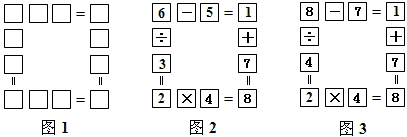 □ □ □ = □ 6 － 5 = 1 8 － 7 = 1
□ □ ÷ ＋ ÷ ＋
□ □ 3 7 4 7
॥ ॥ ॥ ॥ ॥ ॥
□ □ □ = □ 2 × 4 = 8 2 × 4 = 8
图1 图2 图3